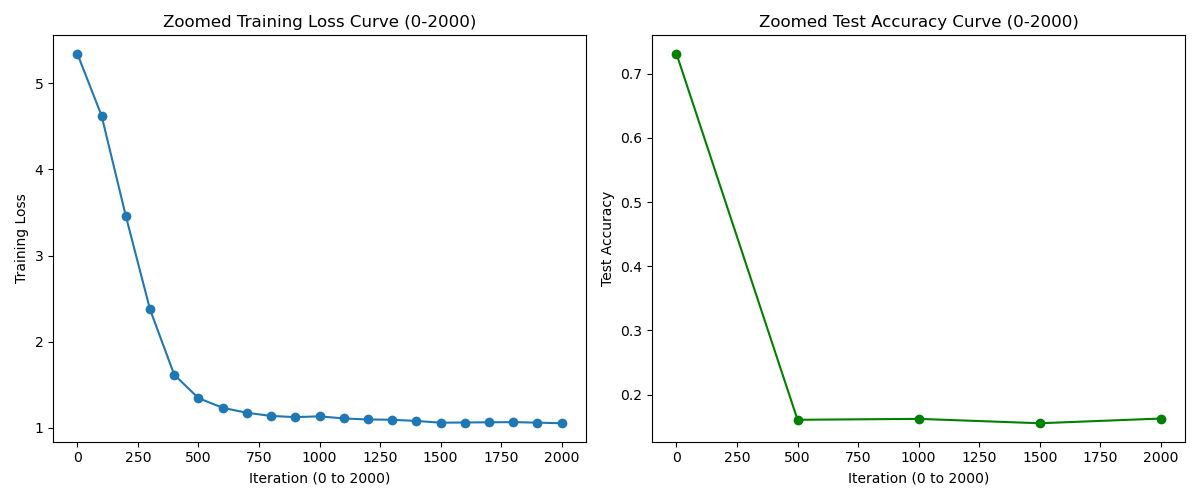 Zoomed Training Loss Curve (0-2000)
Training Loss
5
4
3
2
1
0 250 500 750 1000 1250 1500 1750 2000
Iteration (0 to 2000)
Zoomed Test Accuracy Curve (0-2000)
Test Accuracy
0.7
0.6
0.5
0.4
0.3
0.2
0 250 500 750 1000 1250 1500 1750 2000
Iteration (0 to 2000)